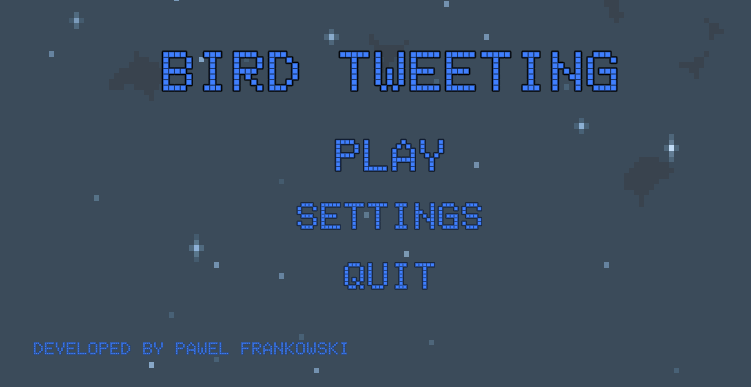 BIRD TWEETING
PLAY
SETTINGS
QUIT
DEVELOPED BY PAWEL FRANKOWSKI